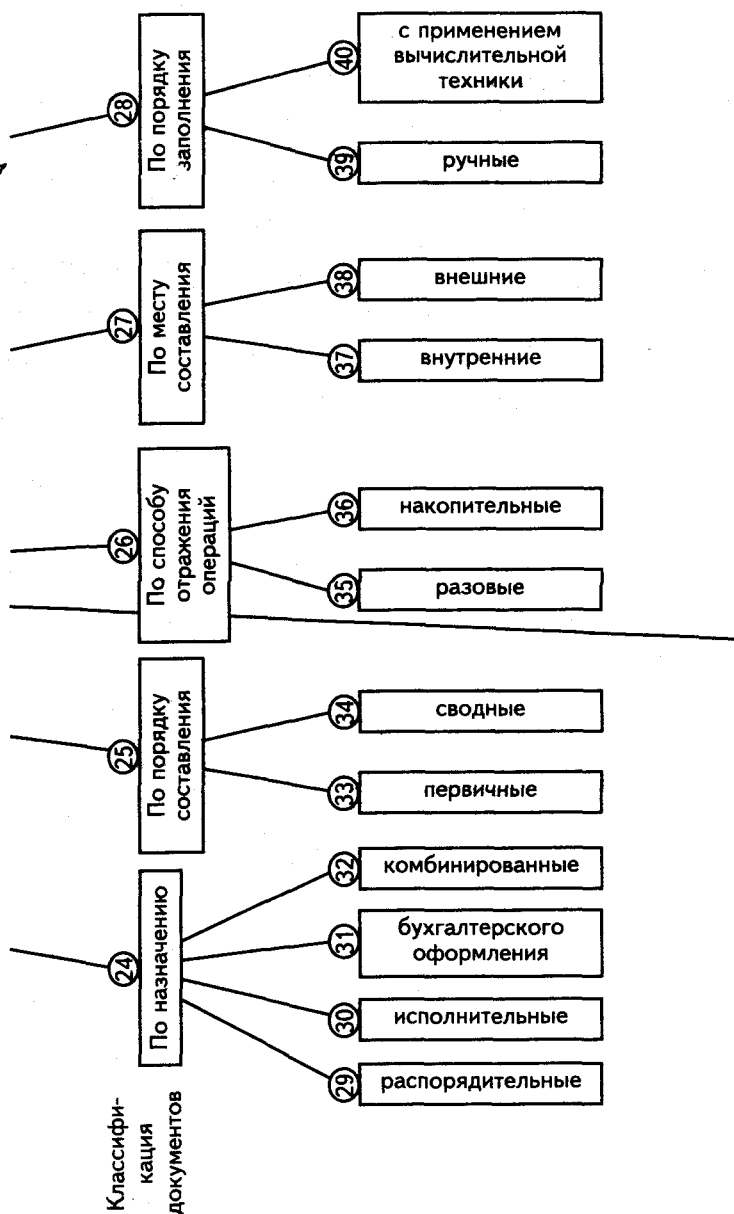 28
По порядку
заполнения
40
с применением
вычислительной
техники
39
ручные
27
По месту
составления
38
внешние
37
внутренние
26
По способу
отражения
операций
36
накопительные
35
разовые
25
По порядку
составления
34
сводные
33
первичные
24
По назначению
32
комбинированные
31
бухгалтерского
оформления
30
исполнительные
29
распорядительные
Классифи-
кация
документов